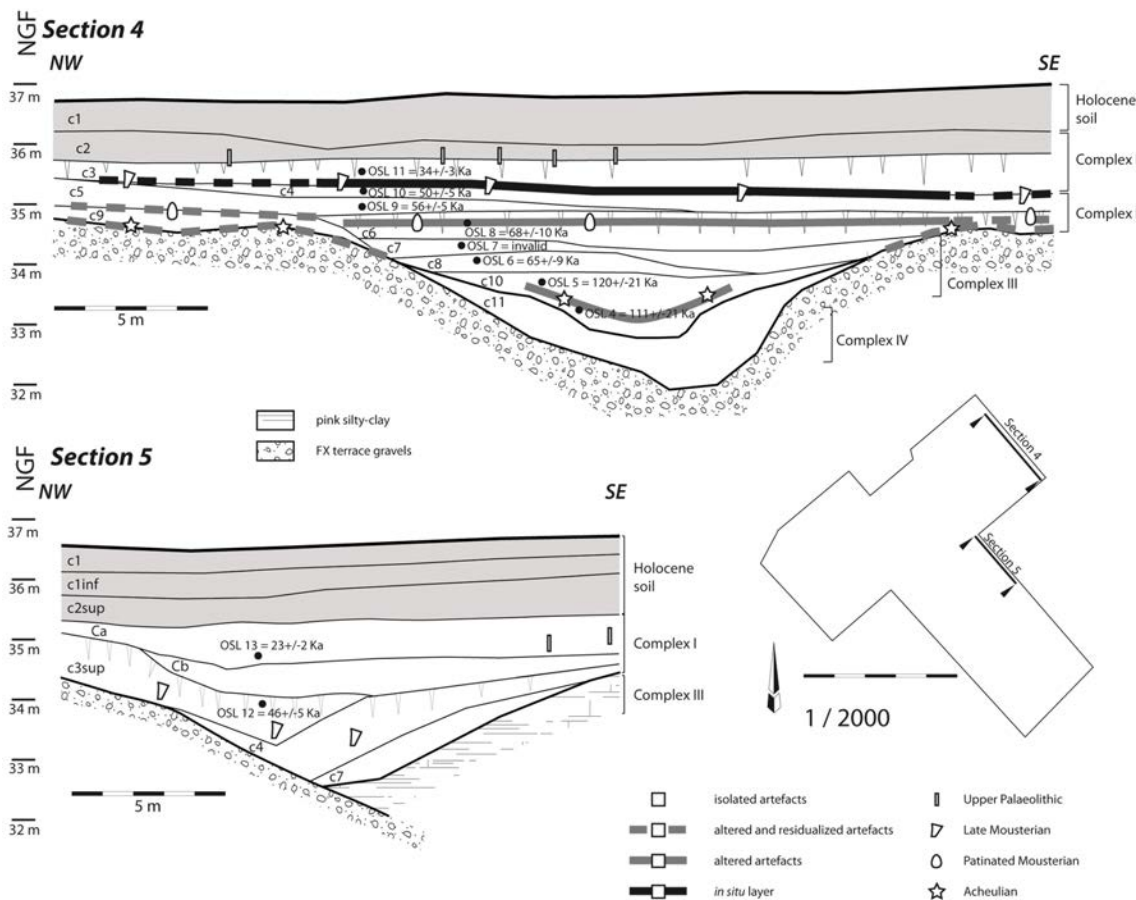 NGF
Section 4
NW
SE
37 m
36 m
35 m
34 m
33 m
32 m
c1
c2
c3
c4
c5
c6
c7
c8
c9
c10
c11
OSL 11 = 34+/-3 Ka
OSL 10 = 50+/-5 Ka
OSL 9 = 56+/-5 Ka
OSL 8 = 68+/-10 Ka
OSL 7 = invalid
OSL 6 = 65+/-9 Ka
OSL 5 = 120+/-21 Ka
OSL 4 = 111+/-21 Ka
Holocene
soil
Complex I
Complex
Complex III
Complex IV
5 m
pink silty-clay
FX terrace gravels
NGF
Section 5
NW
SE
37 m
36 m
35 m
34 m
33 m
32 m
c1
c1inf
c2sup
Ca
Cb
c3sup
c4
c7
OSL 13 = 23+/-2 Ka
OSL 12 = 46+/-5 Ka
Holocene
soil
Complex I
Complex III
5 m
Section 4
Section 5
1 / 2000
isolated artefacts
altered and residualized artefacts
altered artefacts
in situ layer
Upper Palaeolithic
Late Mousterian
Patinated Mousterian
Acheulian